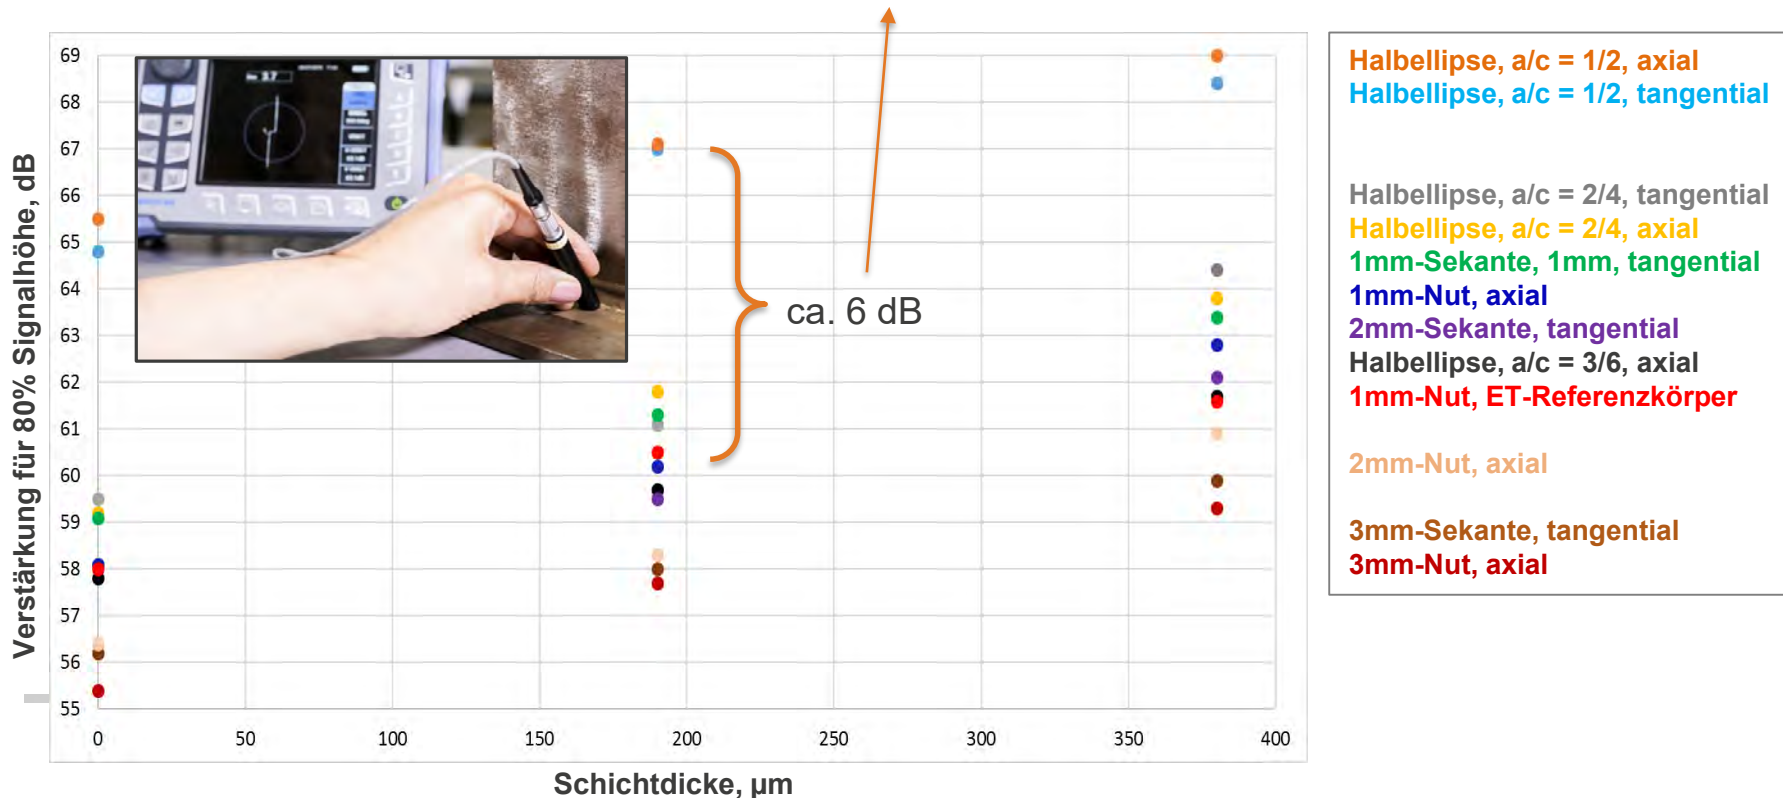 69
68
67
66
65
64
63
62
61
60
59
58
57
56
55
0 50 100 150 200 250 300 350 400
Verstärkung für 80% Signalhöhe, dB
Schichtdicke, µm
3.7
ca. 6 dB
Halbellipse, a/c = 1/2, axial
Halbellipse, a/c = 1/2, tangential
Halbellipse, a/c = 2/4, tangential
Halbellipse, a/c = 2/4, axial
1mm-Sekante, 1mm, tangential
1mm-Nut, axial
2mm-Sekante, tangential
Halbellipse, a/c = 3/6, axial
1mm-Nut, ET-Referenzkörper
2mm-Nut, axial
3mm-Sekante, tangential
3mm-Nut, axial